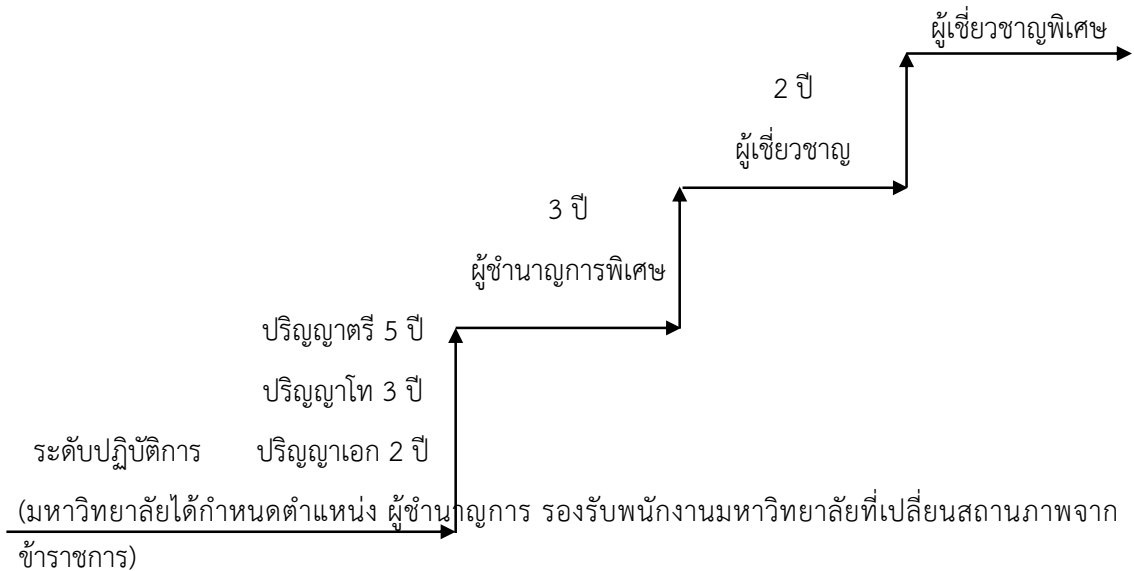 ผู้เชี่ยวชาญพิเศษ
2 ปี
ผู้เชี่ยวชาญ
3 ปี
ผู้ชำนาญการพิเศษ
ปริญญาตรี 5 ปี
ปริญญาโท 3 ปี
ระดับปฏิบัติการ ปริญญาเอก 2 ปี
(มหาวิทยาลัยได้กำหนดตำแหน่ง ผู้ชำนาญการ รองรับพนักงานมหาวิทยาลัยที่เปลี่ยนสถานภาพจาก
ข้าราชการ)